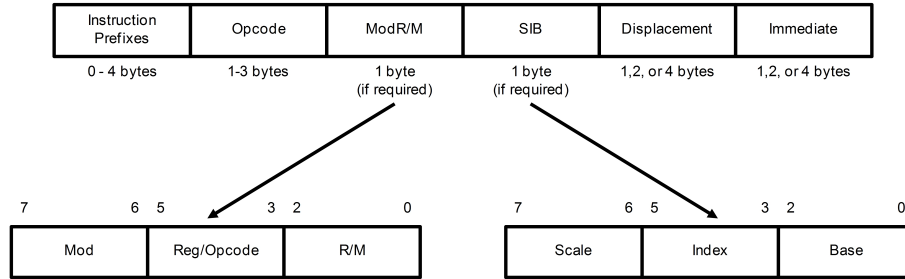 Instruction
Prefixes
Opcode
ModR/M
SIB
Displacement
Immediate
0 - 4 bytes
1-3 bytes
1 byte
(if required)
1 byte
(if required)
1,2, or 4 bytes
1,2, or 4 bytes
7 6 5 3 2 0
Mod
Reg/Opcode
R/M
7 6 5 3 2 0
Scale
Index
Base